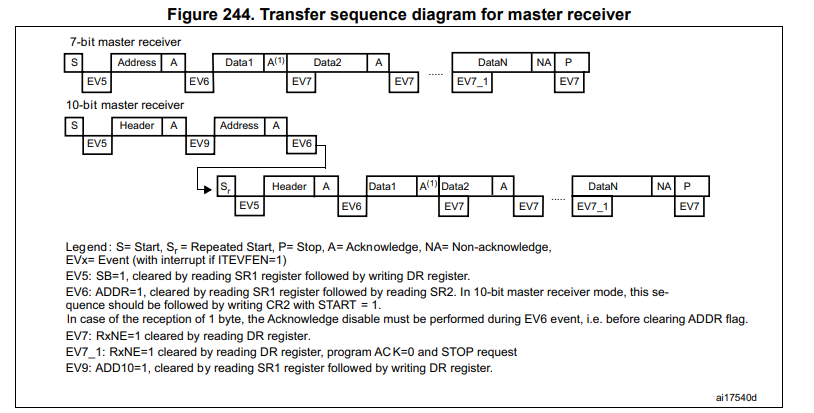 Figure 244. Transfer sequence diagram for master receiver
7-bit master receiver
S Address A Data1 A(1) Data2 A ..... DataN NA P
EV5 EV6 EV7 EV7 EV7_1 EV7
10-bit master receiver
S Header A Address A
EV5 EV9 EV6
Sr Header A Data1 A(1) Data2 A ..... DataN NA P
EV5 EV6 EV7 EV7 EV7_1 EV7
Legend: S= Start, Sr = Repeated Start, P= Stop, A= Acknowledge, NA= Non-acknowledge,
EVx= Event (with interrupt if ITEVFEN=1)
EV5: SB=1, cleared by reading SR1 register followed by writing DR register.
EV6: ADDR=1, cleared by reading SR1 register followed by reading SR2. In 10-bit master receiver mode, this se-
quence should be followed by writing CR2 with START = 1.
In case of the reception of 1 byte, the Acknowledge disable must be performed during EV6 event, i.e. before clearing ADDR flag.
EV7: RxNE=1 cleared by reading DR register.
EV7_1: RxNE=1 cleared by reading DR register, program ACK=0 and STOP request
EV9: ADD10=1, cleared by reading SR1 register followed by writing DR register.
ai17540d